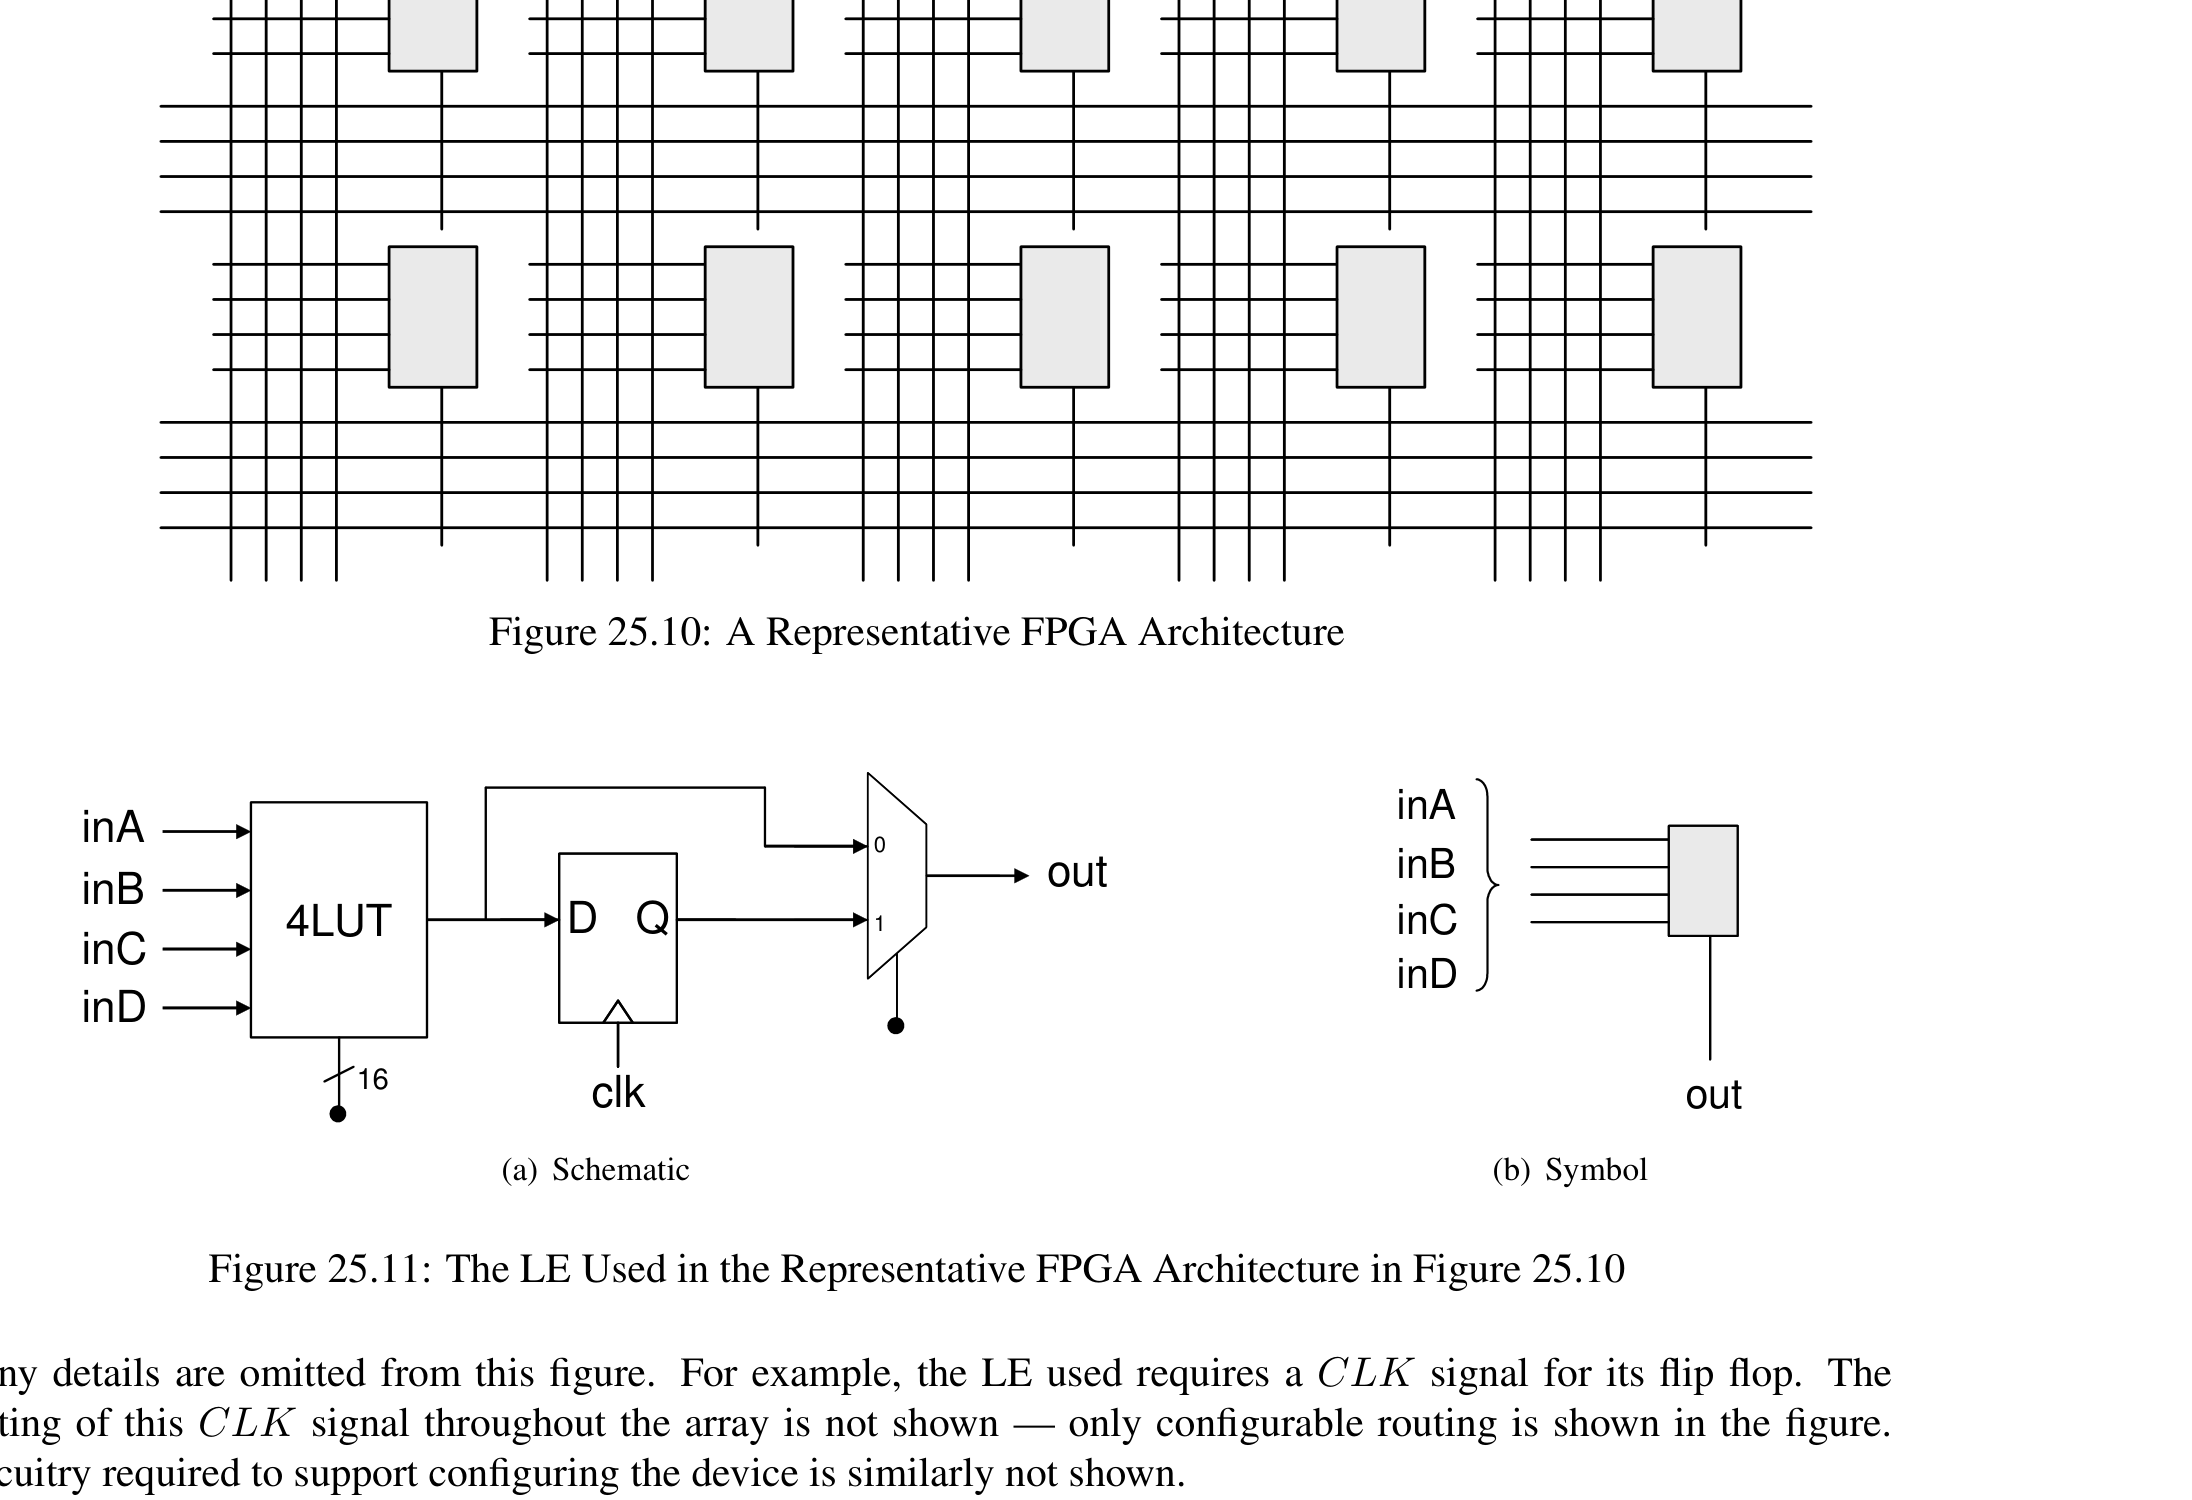 Figure 25.10: A Representative FPGA Architecture
inA
inB
inC
inD
4LUT
16
D Q
clk
0
1
out
(a) Schematic
inA
inB
inC
inD
out
(b) Symbol
Figure 25.11: The LE Used in the Representative FPGA Architecture in Figure 25.10
ny details are omitted from this figure. For example, the LE used requires a CLK signal for its flip flop. The
ting of this CLK signal throughout the array is not shown — only configurable routing is shown in the figure.
cuitry required to support configuring the device is similarly not shown.